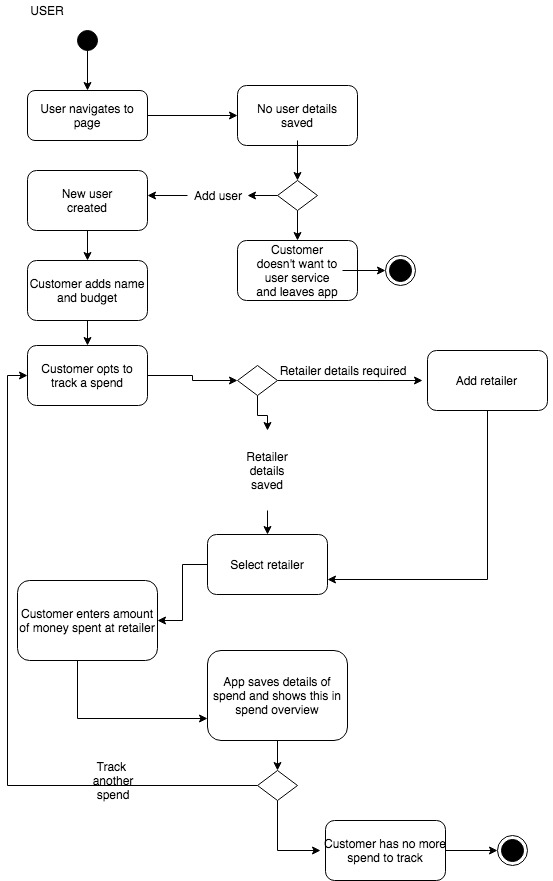 USER
User navigates to
page
No user details
saved
New user
created
Add user
Customer
doesn't want to
user service
and leaves app
Customer adds name
and budget
Customer opts to
track a spend
Retailer details required
Add retailer
Retailer
details
saved
Select retailer
Customer enters amount
of money spent at retailer
App saves details of
spend and shows this in
spend overview
Track
another
spend
Customer has no more
spend to track